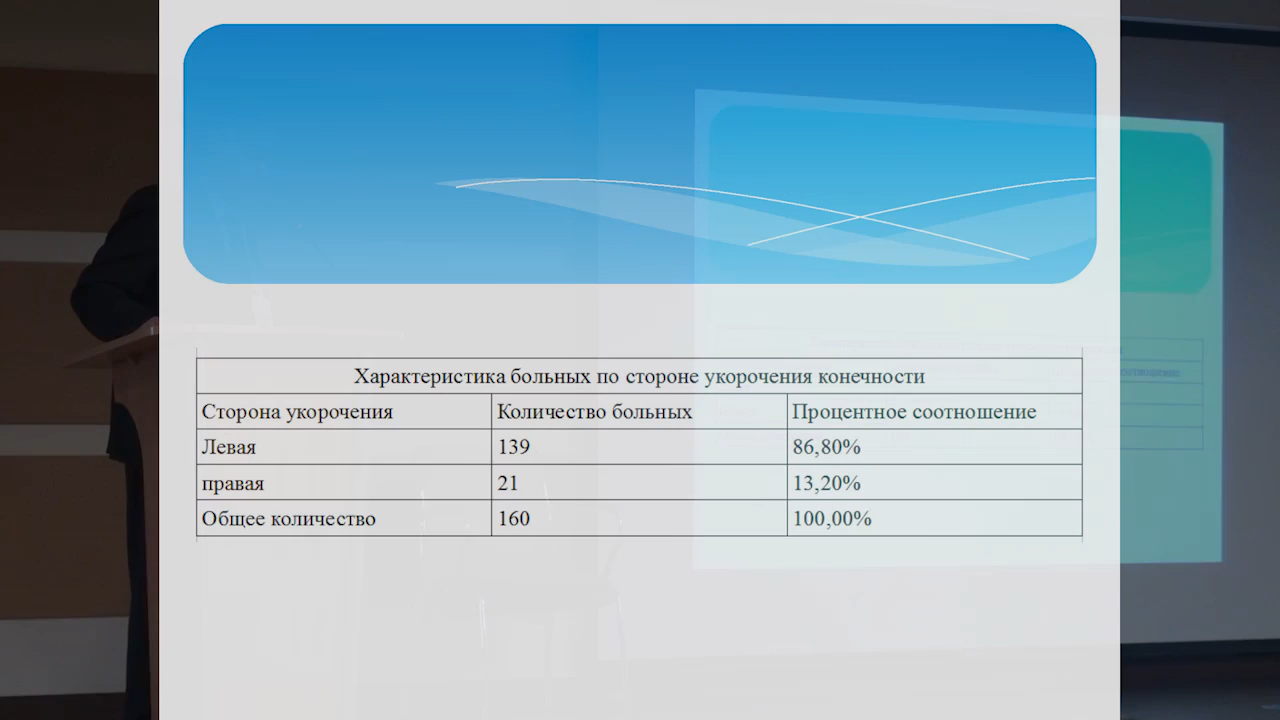 Характеристика больных по стороне укорочения конечности
Сторона укорочения Количество больных Процентное соотношение
Левая 139 86,80%
правая 21 13,20%
Общее количество 160 100,00%